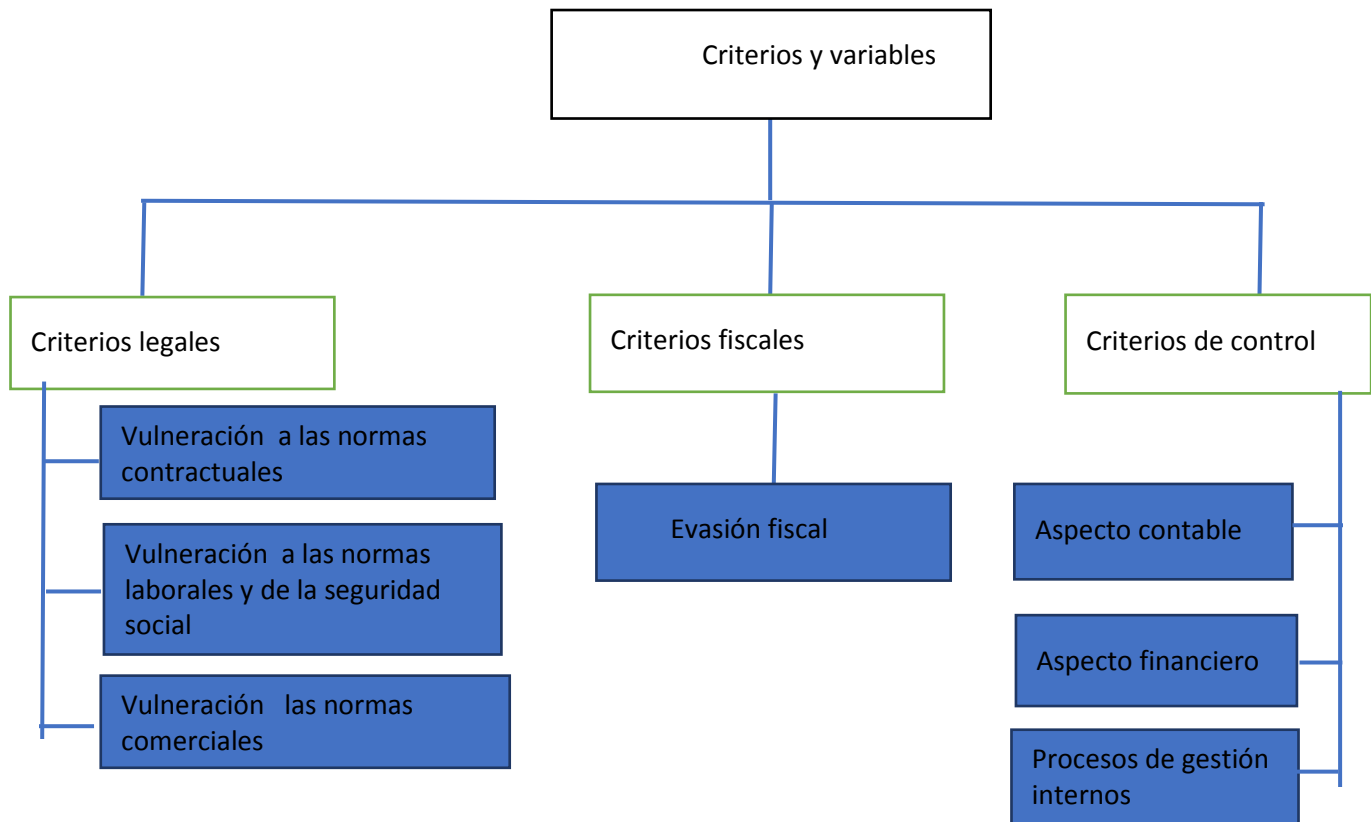 Criterios y variables
Criterios legales
Vulneración  a las normas
contractuales
Vulneración  a las normas
laborales y de la seguridad
social
Vulneración   las normas
comerciales
Criterios fiscales
Evasión fiscal
Criterios de control
Aspecto contable
Aspecto financiero
Procesos de gestión
internos